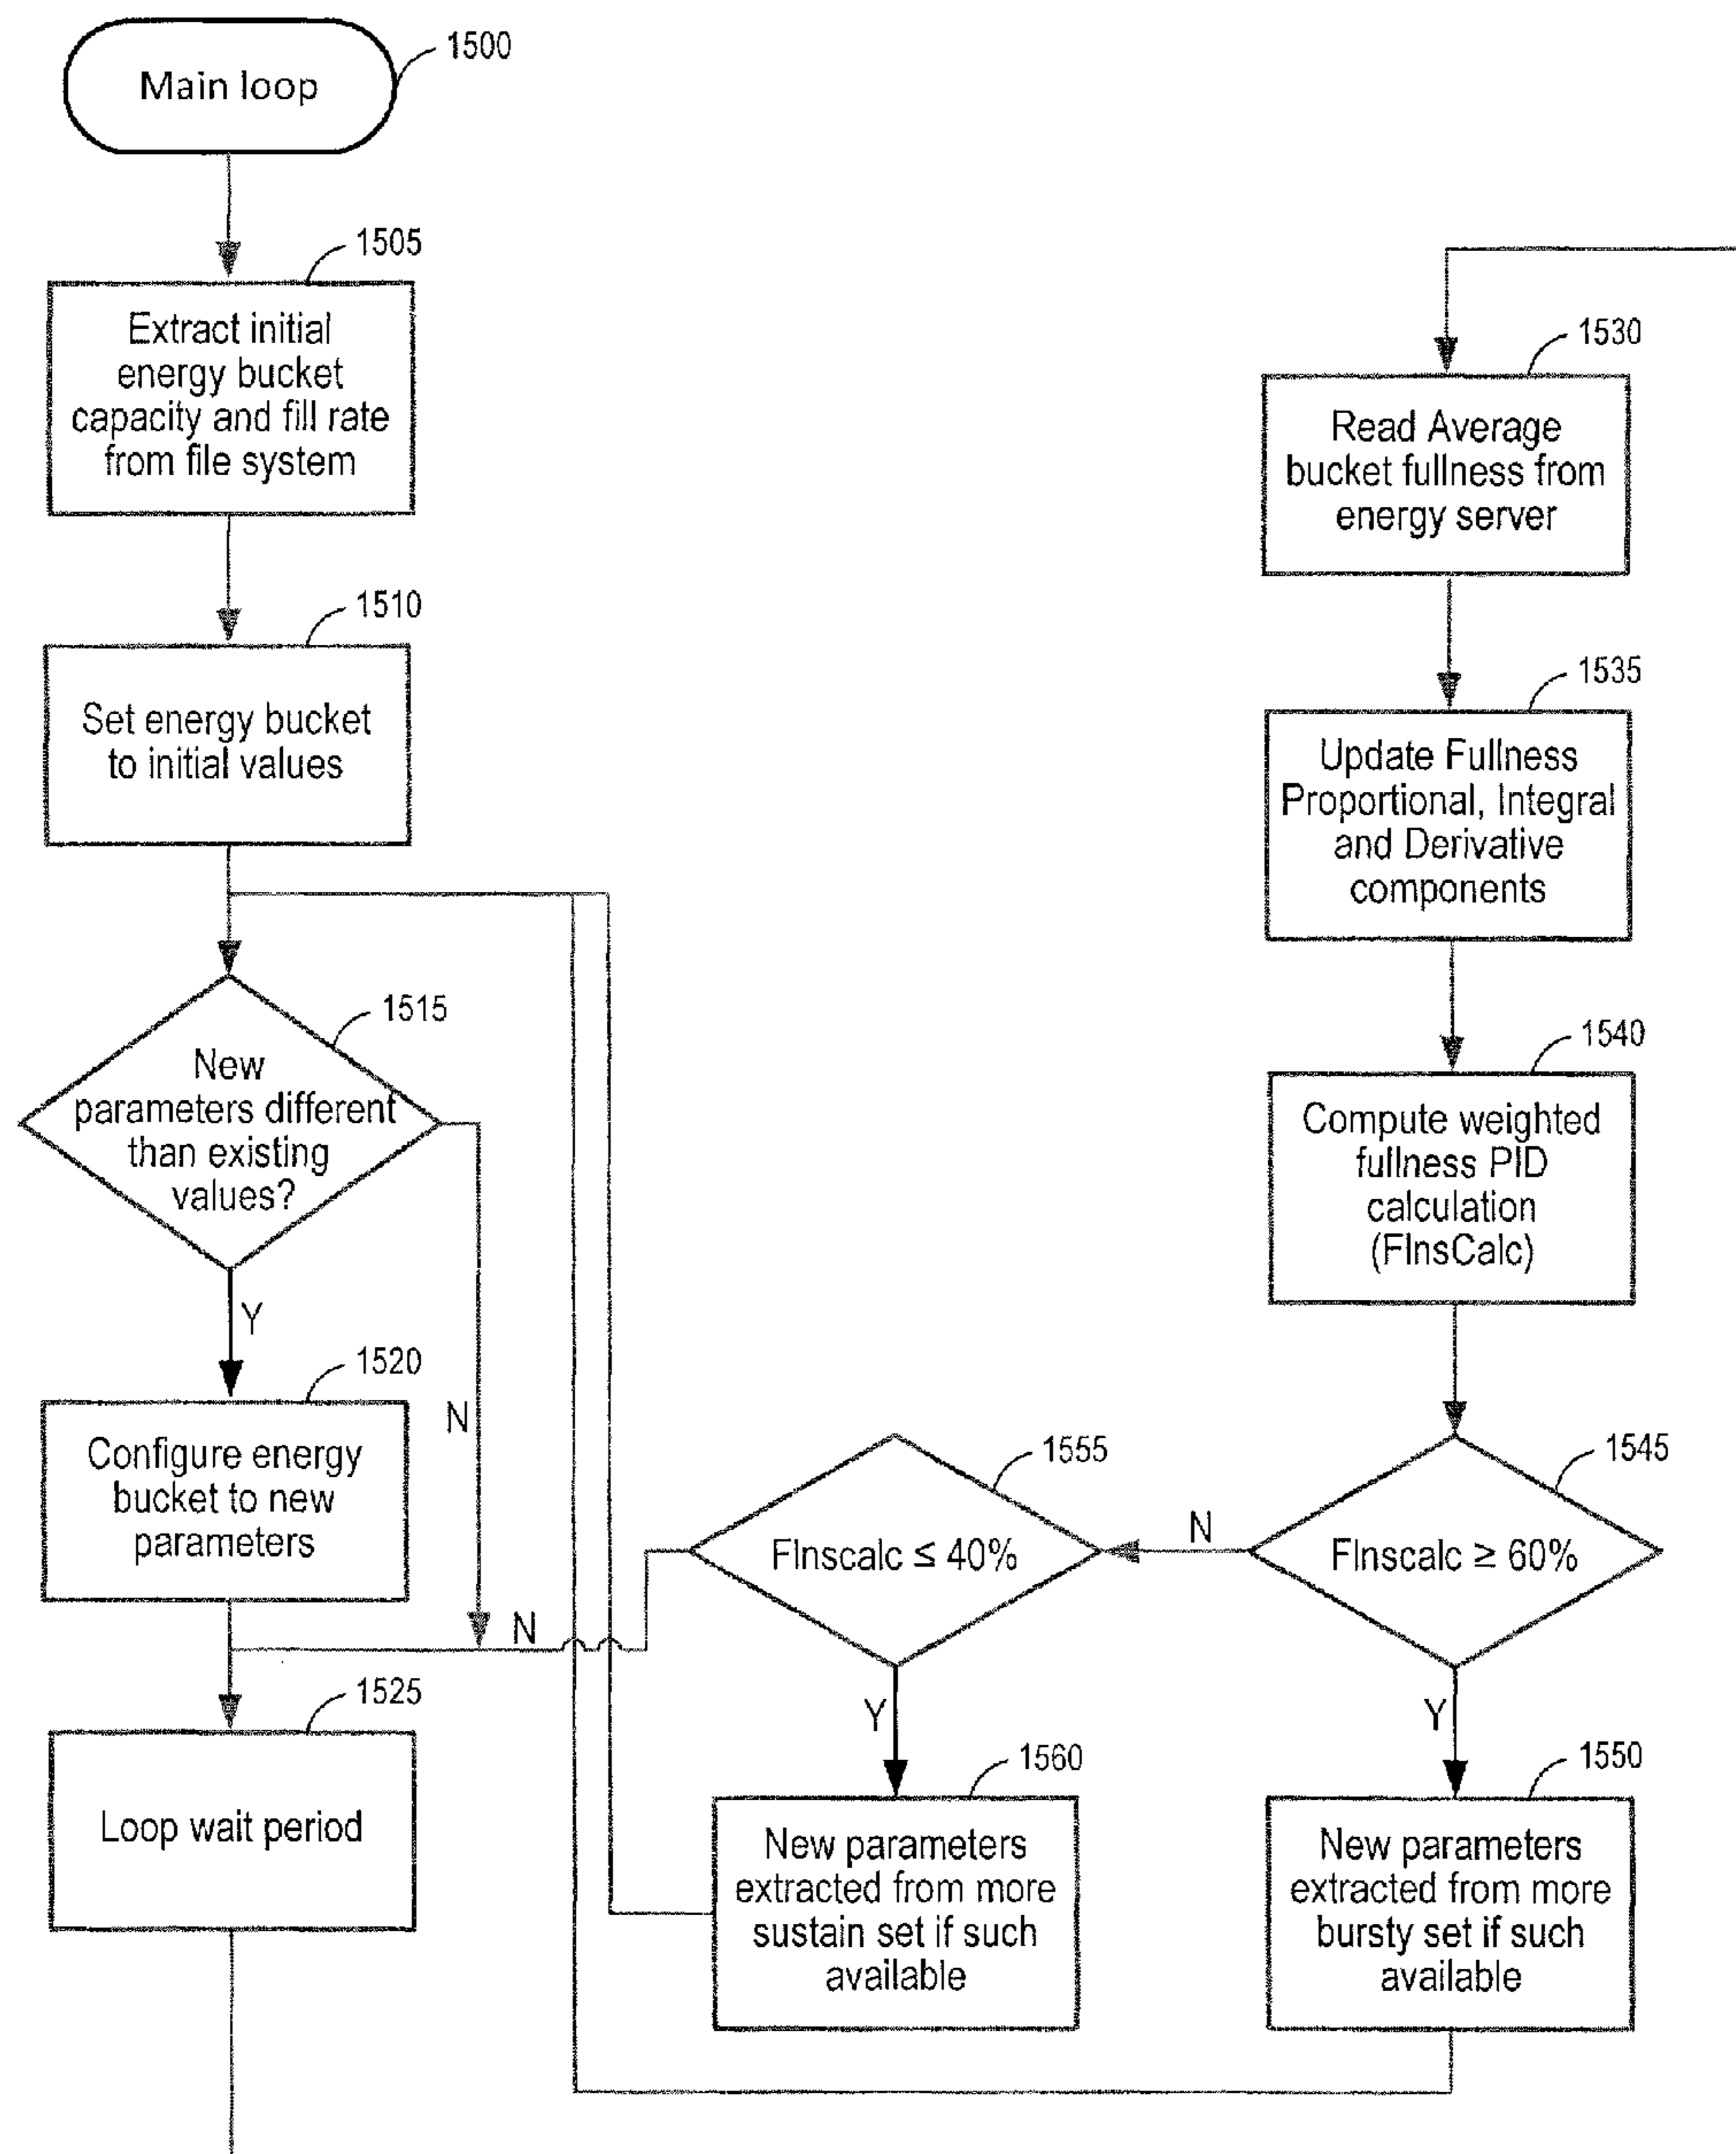 Main loop
1500
1505
Extract initial
energy bucket
capacity and fill rate
from file system
1510
Set energy bucket
to initial values
1515
New
parameters different
than existing
values?
Y
N
1520
Configure energy
bucket to new
parameters
N
1525
Loop wait period
1530
Read Average
bucket fullness from
energy server
1535
Update Fullness
Proportional, Integral
and Derivative
components
1540
Compute weighted
fullness PID
calculation
(FlnsCalc)
1545
Flnscalc ≥ 60%
N
Y
1555
Flnscalc ≤ 40%
Y
1560
New parameters
extracted from more
sustain set if such
available
1550
New parameters
extracted from more
bursty set if such
available